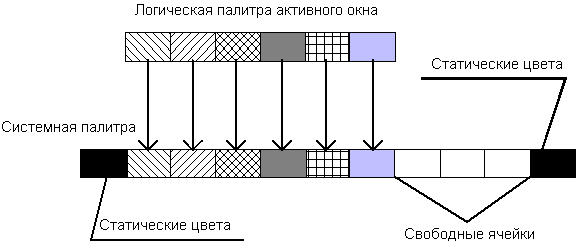 Логическая палитра активного окна
Статические цвета
Системная палитра
Статические цвета
Свободные ячейки